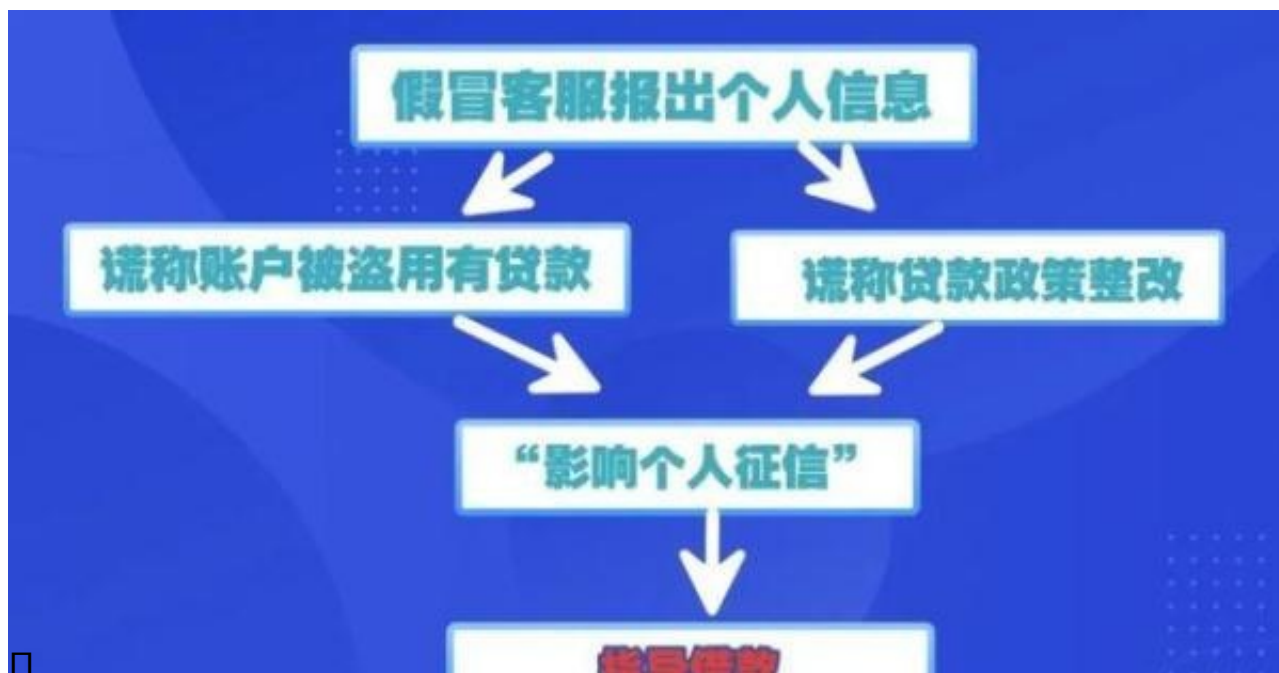 假冒客服报出个人信息
谎称账户被盗用有贷款
谎称贷款政策整改
“影响个人征信”